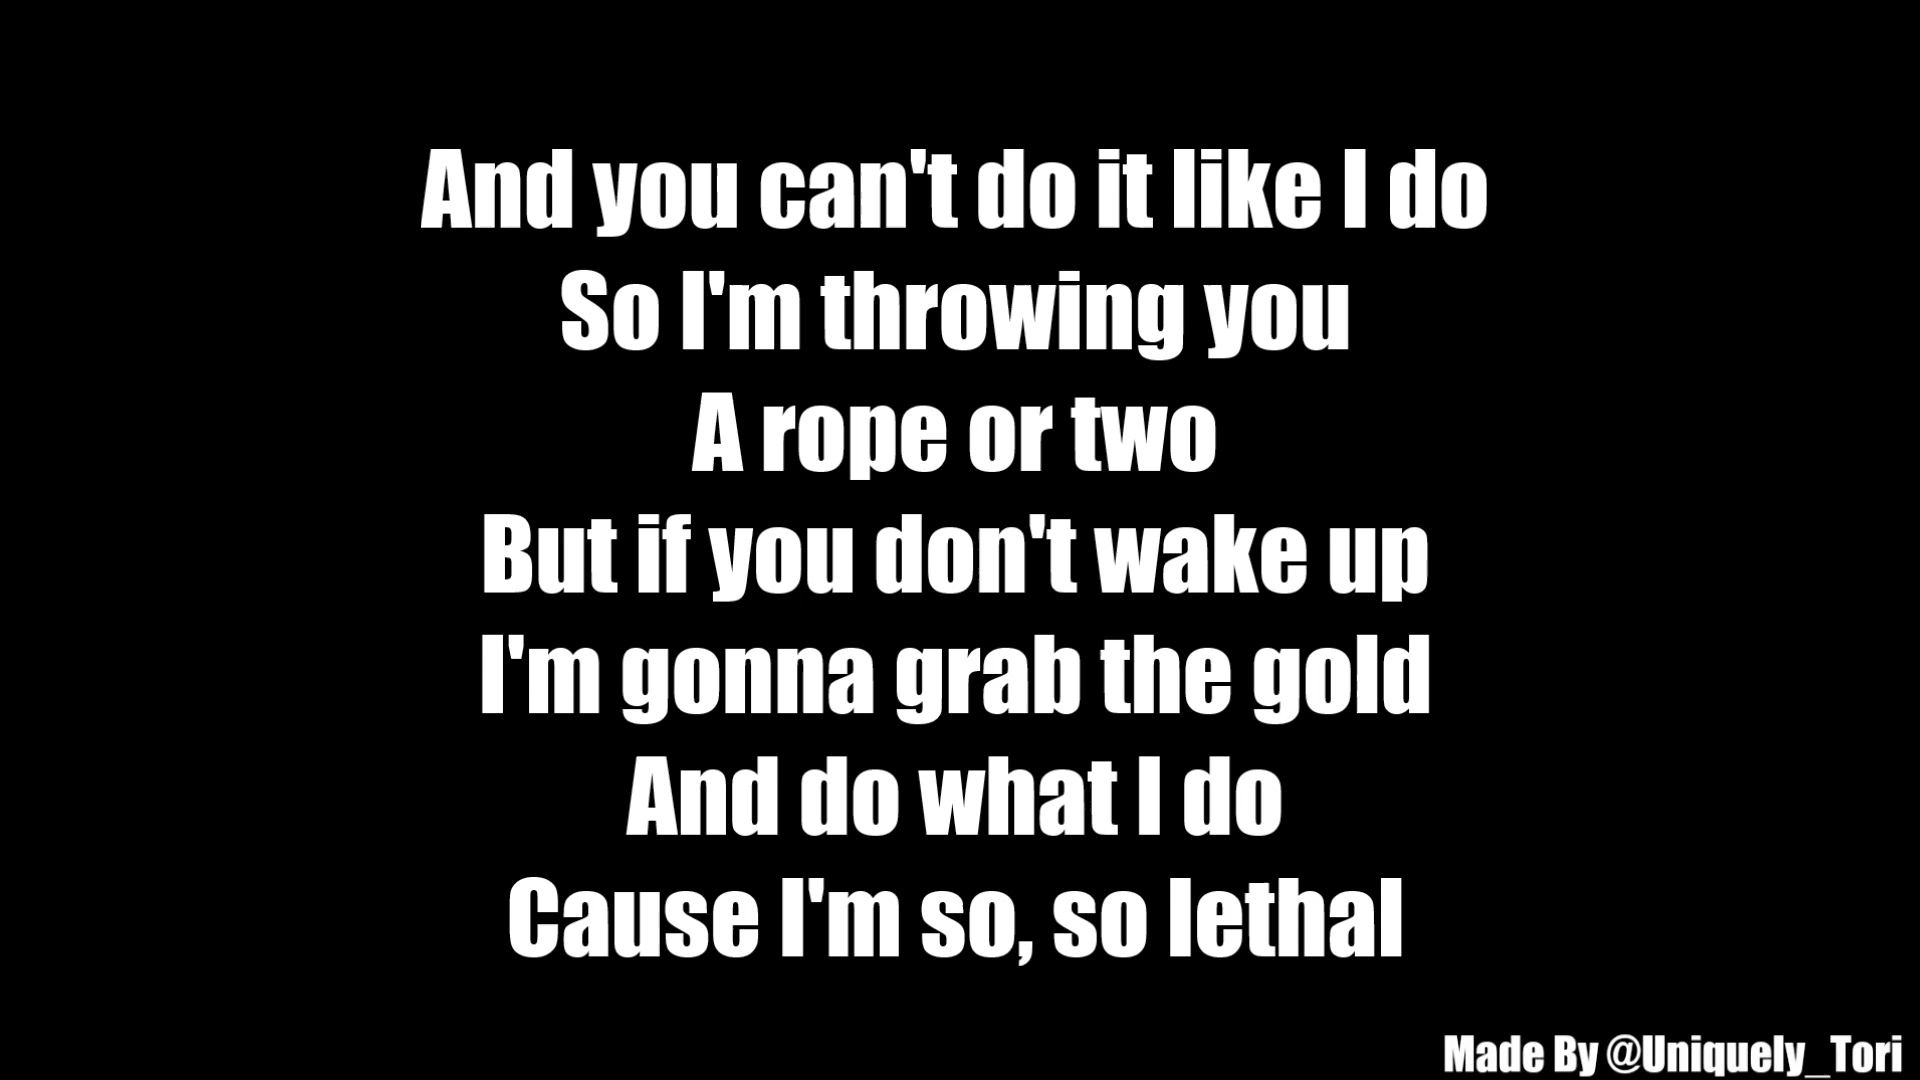 And you can't do it like I do
So I'm throwing you
A rope or two
But if you don't wake up
I'm gonna grab the gold
And do what I do
Cause I'm so, so lethal
Made By @Uniquely_Tori